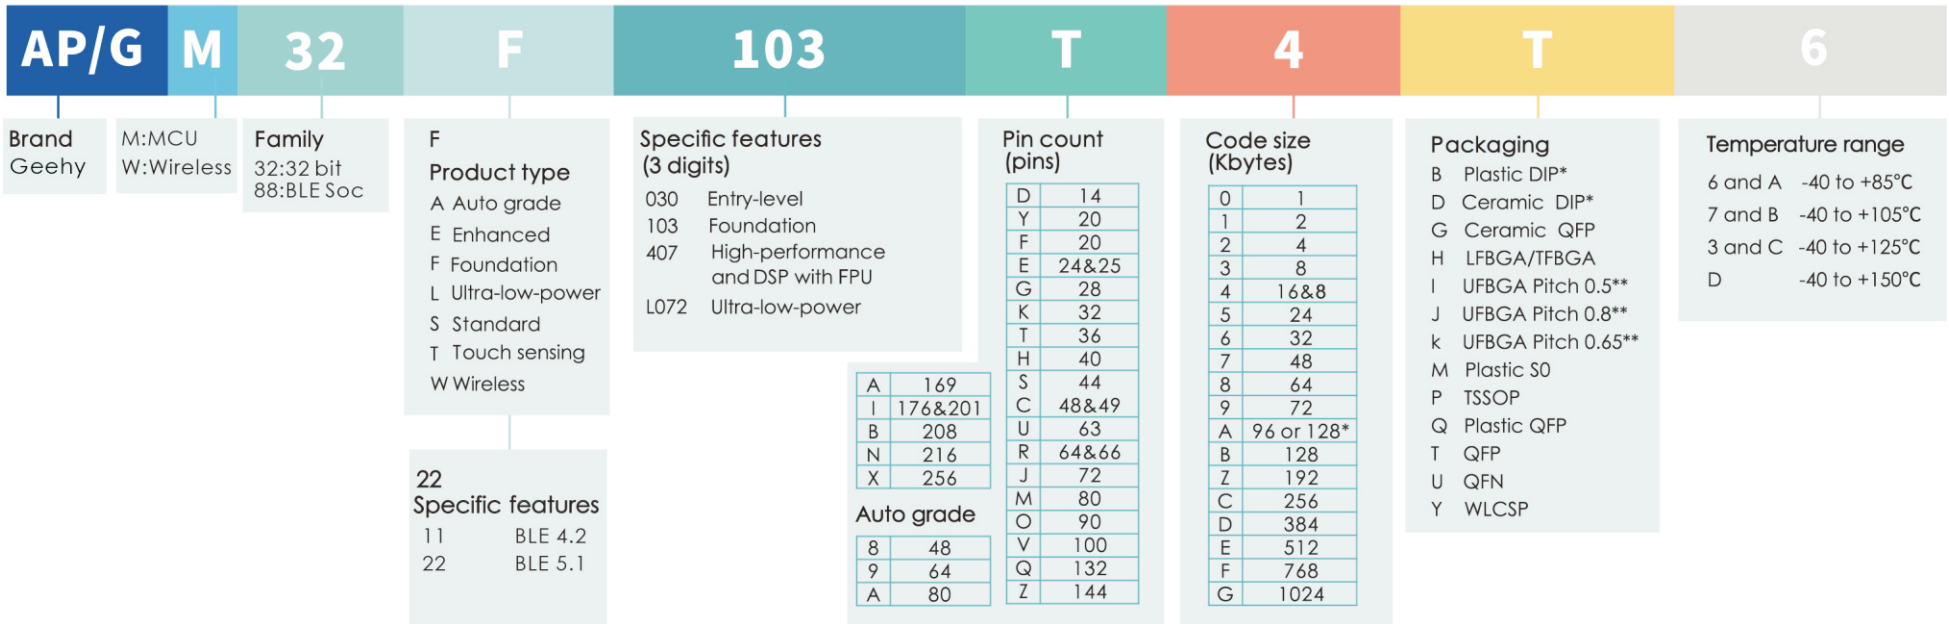 AP/G M 32 F 103 T 4 T 6
Brand
Geehy
M:MCU
W:Wireless
Family
32:32 bit
88:BLE Soc
F
Product type
A Auto grade
E Enhanced
F Foundation
L Ultra-low-power
S Standard
T Touch sensing
W Wireless
22
Specific features
11 BLE 4.2
22 BLE 5.1
Specific features
(3 digits)
030 Entry-level
103 Foundation
407 High-performance
and DSP with FPU
L072 Ultra-low-power
A 169
I 176&201
B 208
N 216
X 256
Auto grade
8 48
9 64
A 80
Pin count
(pins)
D 14
Y 20
F 20
E 24&25
G 28
K 32
T 36
H 40
S 44
C 48&49
U 63
R 64&66
J 72
M 80
O 90
V 100
Q 132
Z 144
Code size
(Kbytes)
0 1
1 2
2 4
3 8
4 16&8
5 24
6 32
7 48
8 64
9 72
A 96 or 128*
B 128
Z 192
C 256
D 384
E 512
F 768
G 1024
Packaging
B Plastic DIP*
D Ceramic DIP*
G Ceramic QFP
H LFBGA/TFBGA
I UFBGA Pitch 0.5**
J UFBGA Pitch 0.8**
k UFBGA Pitch 0.65**
M Plastic S0
P TSSOP
Q Plastic QFP
T QFP
U QFN
Y WLCSP
Temperature range
6 and A -40 to +85°C
7 and B -40 to +105°C
3 and C -40 to +125°C
D -40 to +150°C